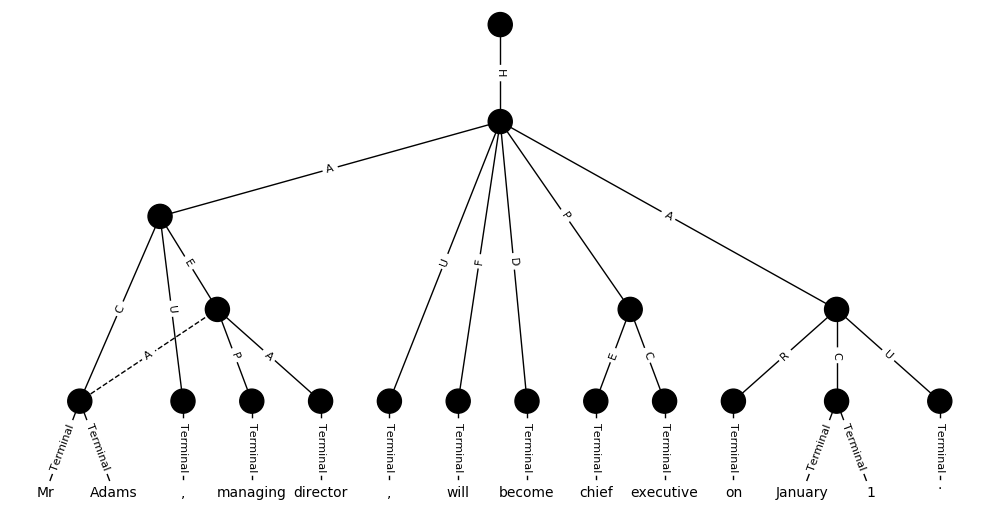 H
A
U
F
D
P
A
C
U
E
A
P
A
E
C
R
C
U
Terminal Terminal Terminal Terminal Terminal Terminal Terminal Terminal Terminal Terminal Terminal Terminal Terminal Terminal
Mr Adams , managing director , will become chief executive on January 1 .